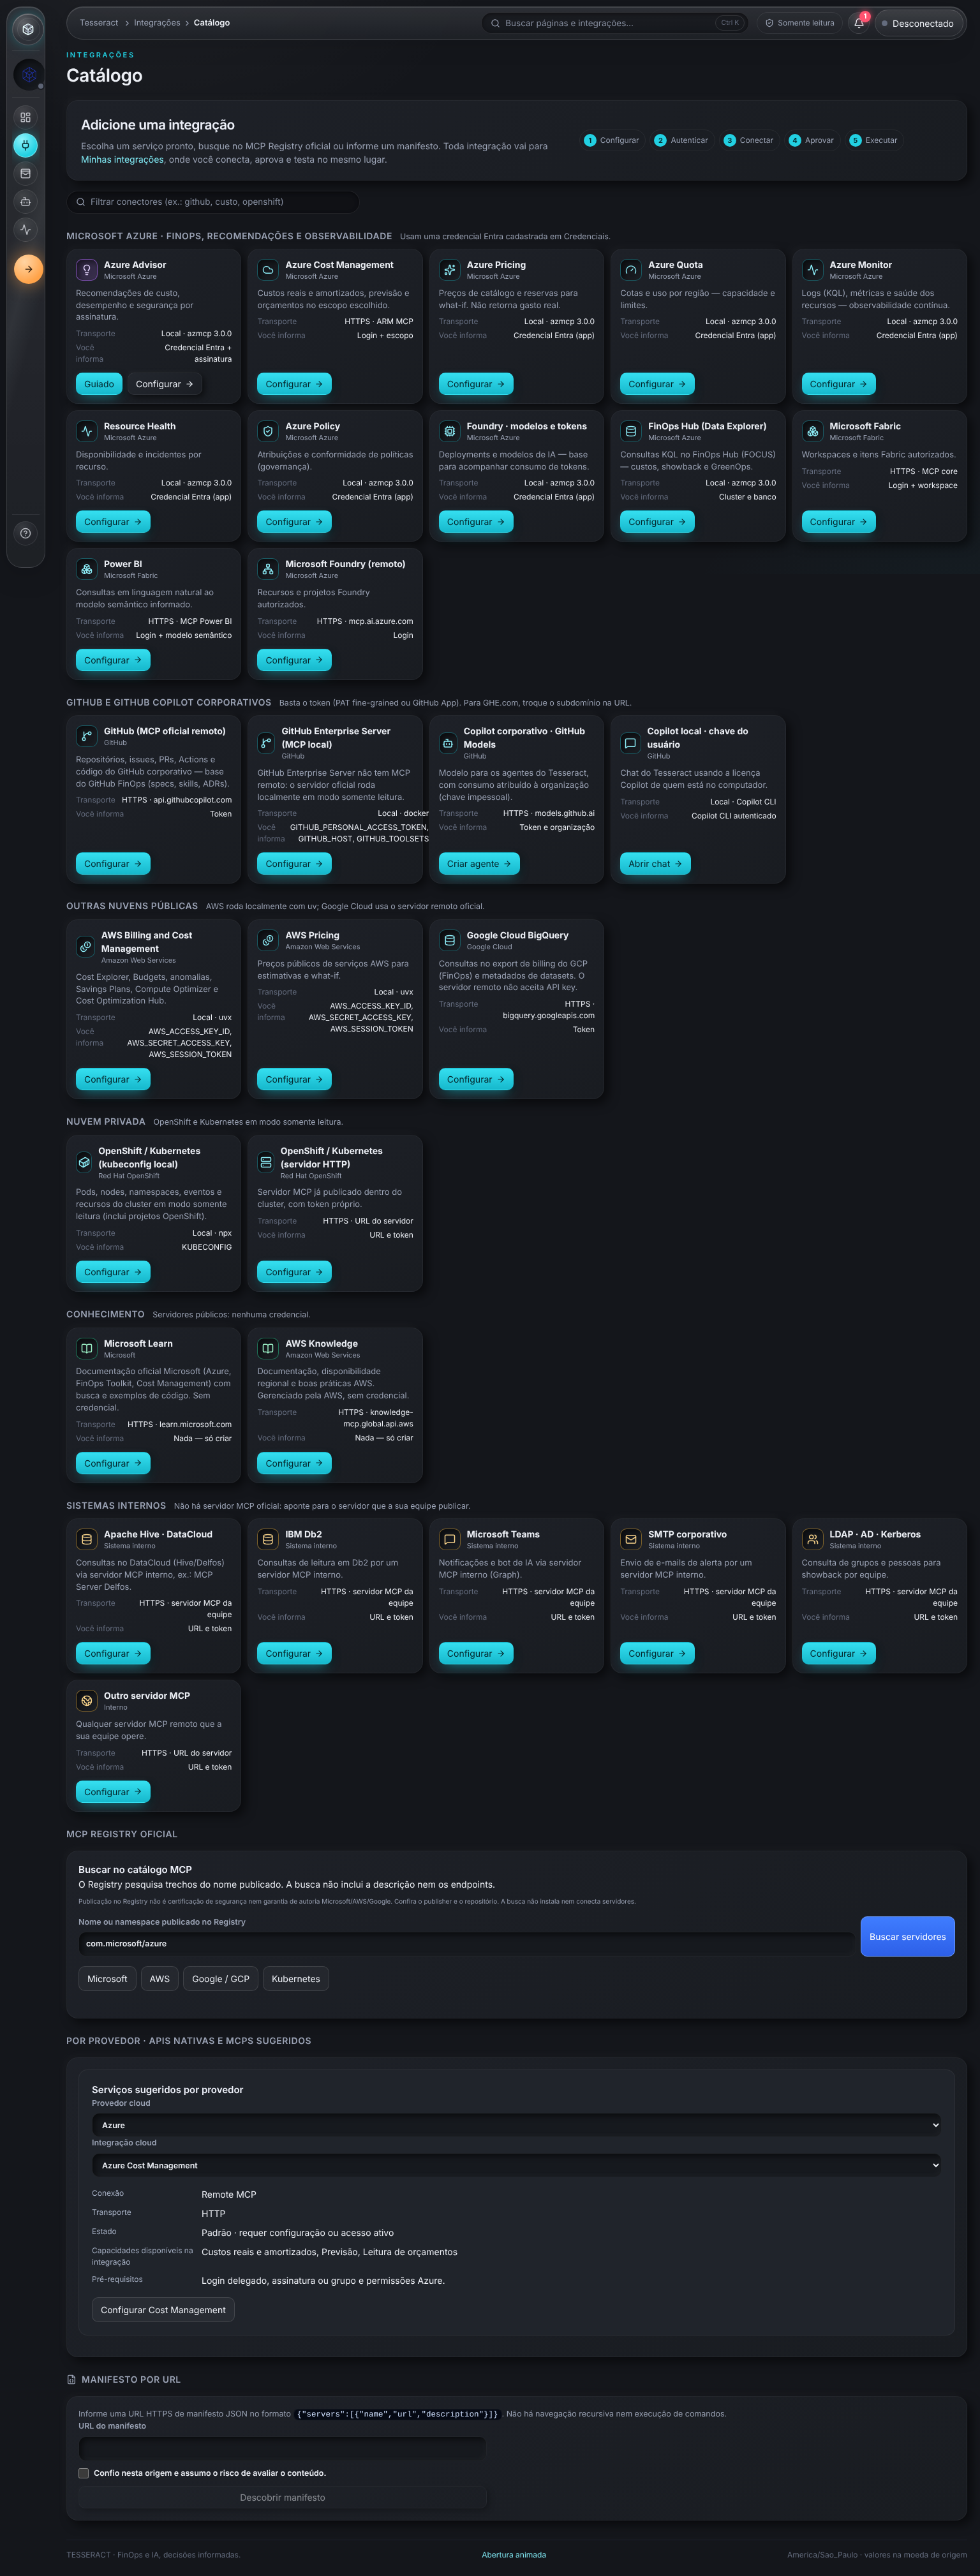 Tesseract › Integrações › Catálogo
Buscar páginas e integrações...
Ctrl K
Somente leitura
1
Desconectado
INTEGRAÇÕES
Catálogo
Adicione uma integração
Escolha um serviço pronto, busque no MCP Registry oficial ou informe um manifesto. Toda integração vai para
Minhas integrações, onde você conecta, aprova e testa no mesmo lugar.
1 Configurar
2 Autenticar
3 Conectar
4 Aprovar
5 Executar
Filtrar conectores (ex.: github, custo, openshift)
MICROSOFT AZURE · FINOPS, RECOMENDAÇÕES E OBSERVABILIDADE Usam uma credencial Entra cadastrada em Credenciais.
Azure Advisor
Microsoft Azure
Recomendações de custo,
desempenho e segurança por
assinatura.
Transporte Local · azmcp 3.0.0
Você informa
Credencial Entra +
assinatura
Guiado
Configurar →
Azure Cost Management
Microsoft Azure
Custos reais e amortizados, previsão e
orçamentos no escopo escolhido.
Transporte HTTPS · ARM MCP
Você informa Login + escopo
Configurar →
Azure Pricing
Microsoft Azure
Preços de catálogo e reservas para
what-if. Não retorna gasto real.
Transporte Local · azmcp 3.0.0
Você informa Credencial Entra (app)
Configurar →
Azure Quota
Microsoft Azure
Cotas e uso por região — capacidade e
limites.
Transporte Local · azmcp 3.0.0
Você informa Credencial Entra (app)
Configurar →
Azure Monitor
Microsoft Azure
Logs (KQL), métricas e saúde dos
recursos — observabilidade contínua.
Transporte Local · azmcp 3.0.0
Você informa Credencial Entra (app)
Configurar →
Resource Health
Microsoft Azure
Disponibilidade e incidentes por
recurso.
Transporte Local · azmcp 3.0.0
Você informa Credencial Entra (app)
Configurar →
Azure Policy
Microsoft Azure
Atribuições e conformidade de políticas
(governança).
Transporte Local · azmcp 3.0.0
Você informa Credencial Entra (app)
Configurar →
Foundry · modelos e tokens
Microsoft Azure
Deployments e modelos de IA — base
para acompanhar consumo de tokens.
Transporte Local · azmcp 3.0.0
Você informa Credencial Entra (app)
Configurar →
FinOps Hub (Data Explorer)
Microsoft Azure
Consultas KQL no FinOps Hub (FOCUS)
— custos, showback e GreenOps.
Transporte Local · azmcp 3.0.0
Você informa Cluster e banco
Configurar →
Microsoft Fabric
Microsoft Fabric
Workspaces e itens Fabric autorizados.
Transporte HTTPS · MCP core
Você informa Login + workspace
Configurar →
Power BI
Microsoft Fabric
Consultas em linguagem natural ao
modelo semântico informado.
Transporte HTTPS · MCP Power BI
Você informa Login + modelo semântico
Configurar →
Microsoft Foundry (remoto)
Microsoft Azure
Recursos e projetos Foundry
autorizados.
Transporte HTTPS · mcp.ai.azure.com
Você informa Login
Configurar →
GITHUB E GITHUB COPILOT CORPORATIVOS Basta o token (PAT fine-grained ou GitHub App). Para GHE.com, troque o subdomínio na URL.
GitHub (MCP oficial remoto)
GitHub
Repositórios, issues, PRs, Actions e
código do GitHub corporativo — base
do GitHub FinOps (specs, skills, ADRs).
Transporte HTTPS · api.githubcopilot.com
Você informa Token
Configurar →
GitHub Enterprise Server
(MCP local)
GitHub
GitHub Enterprise Server não tem MCP
remoto: o servidor oficial roda
localmente em modo somente leitura.
Transporte Local · docker
Você informa
GITHUB_PERSONAL_ACCESS_TOKEN,
GITHUB_HOST, GITHUB_TOOLSETS
Configurar →
Copilot corporativo · GitHub
Models
GitHub
Modelo para os agentes do Tesseract,
com consumo atribuído à organização
(chave impessoal).
Transporte HTTPS · models.github.ai
Você informa Token e organização
Criar agente →
Copilot local · chave do
usuário
GitHub
Chat do Tesseract usando a licença
Copilot de quem está no computador.
Transporte Local · Copilot CLI
Você informa Copilot CLI autenticado
Abrir chat →
OUTRAS NUVENS PÚBLICAS AWS roda localmente com uv; Google Cloud usa o servidor remoto oficial.
AWS Billing and Cost
Management
Amazon Web Services
Cost Explorer, Budgets, anomalias,
Savings Plans, Compute Optimizer e
Cost Optimization Hub.
Transporte Local · uvx
Você informa
AWS_ACCESS_KEY_ID,
AWS_SECRET_ACCESS_KEY,
AWS_SESSION_TOKEN
Configurar →
AWS Pricing
Amazon Web Services
Preços públicos de serviços AWS para
estimativas e what-if.
Transporte Local · uvx
Você informa
AWS_ACCESS_KEY_ID,
AWS_SECRET_ACCESS_KEY,
AWS_SESSION_TOKEN
Configurar →
Google Cloud BigQuery
Google Cloud
Consultas no export de billing do GCP
(FinOps) e metadados de datasets. O
servidor remoto não aceita API key.
Transporte HTTPS ·
bigquery.googleapis.com
Você informa Token
Configurar →
NUVEM PRIVADA OpenShift e Kubernetes em modo somente leitura.
OpenShift / Kubernetes
(kubeconfig local)
Red Hat OpenShift
Pods, nodes, namespaces, eventos e
recursos do cluster em modo somente
leitura (inclui projetos OpenShift).
Transporte Local · npx
Você informa KUBECONFIG
Configurar →
OpenShift / Kubernetes
(servidor HTTP)
Red Hat OpenShift
Servidor MCP já publicado dentro do
cluster, com token próprio.
Transporte HTTPS · URL do servidor
Você informa URL e token
Configurar →
CONHECIMENTO Servidores públicos: nenhuma credencial.
Microsoft Learn
Microsoft
Documentação oficial Microsoft (Azure,
FinOps Toolkit, Cost Management) com
busca e exemplos de código. Sem
credencial.
Transporte HTTPS · learn.microsoft.com
Você informa Nada — só criar
Configurar →
AWS Knowledge
Amazon Web Services
Documentação, disponibilidade
regional e boas práticas AWS.
Gerenciado pela AWS, sem credencial.
Transporte HTTPS · knowledge-
mcp.global.api.aws
Você informa Nada — só criar
Configurar →
SISTEMAS INTERNOS Não há servidor MCP oficial: aponte para o servidor que a sua equipe publicar.
Apache Hive · DataCloud
Sistema interno
Consultas no DataCloud (Hive/Delfos)
via servidor MCP interno, ex.: MCP
Server Delfos.
Transporte HTTPS · servidor MCP da
equipe
Você informa URL e token
Configurar →
IBM Db2
Sistema interno
Consultas de leitura em Db2 por um
servidor MCP interno.
Transporte HTTPS · servidor MCP da
equipe
Você informa URL e token
Configurar →
Microsoft Teams
Sistema interno
Notificações e bot de IA via servidor
MCP interno (Graph).
Transporte HTTPS · servidor MCP da
equipe
Você informa URL e token
Configurar →
SMTP corporativo
Sistema interno
Envio de e-mails de alerta por um
servidor MCP interno.
Transporte HTTPS · servidor MCP da
equipe
Você informa URL e token
Configurar →
LDAP · AD · Kerberos
Sistema interno
Consulta de grupos e pessoas para
showback por equipe.
Transporte HTTPS · servidor MCP da
equipe
Você informa URL e token
Configurar →
Outro servidor MCP
Interno
Qualquer servidor MCP remoto que a
sua equipe opere.
Transporte HTTPS · URL do servidor
Você informa URL e token
Configurar →
MCP REGISTRY OFICIAL
Buscar no catálogo MCP
O Registry pesquisa trechos do nome publicado. A busca não inclui a descrição nem os endpoints.
Publicação no Registry não é certificação de segurança nem garantia de autoria Microsoft/AWS/Google. Confira o publisher e o repositório. A busca não instala nem conecta servidores.
Nome ou namespace publicado no Registry
com.microsoft/azure
Buscar servidores
Microsoft
AWS
Google / GCP
Kubernetes
POR PROVEDOR · APIS NATIVAS E MCPS SUGERIDOS
Serviços sugeridos por provedor
Provedor cloud
Azure
Integração cloud
Azure Cost Management
Conexão Remote MCP
Transporte HTTP
Estado Padrão · requer configuração ou acesso ativo
Capacidades disponíveis na
integração
Custos reais e amortizados, Previsão, Leitura de orçamentos
Pré-requisitos Login delegado, assinatura ou grupo e permissões Azure.
Configurar Cost Management
MANIFESTO POR URL
Informe uma URL HTTPS de manifesto JSON no formato {"servers":[{"name","url","description"}]}. Não há navegação recursiva nem execução de comandos.
URL do manifesto
Confio nesta origem e assumo o risco de avaliar o conteúdo.
Descobrir manifesto
TESSERACT · FinOps e IA, decisões informadas.
Abertura animada
America/Sao_Paulo · valores na moeda de origem